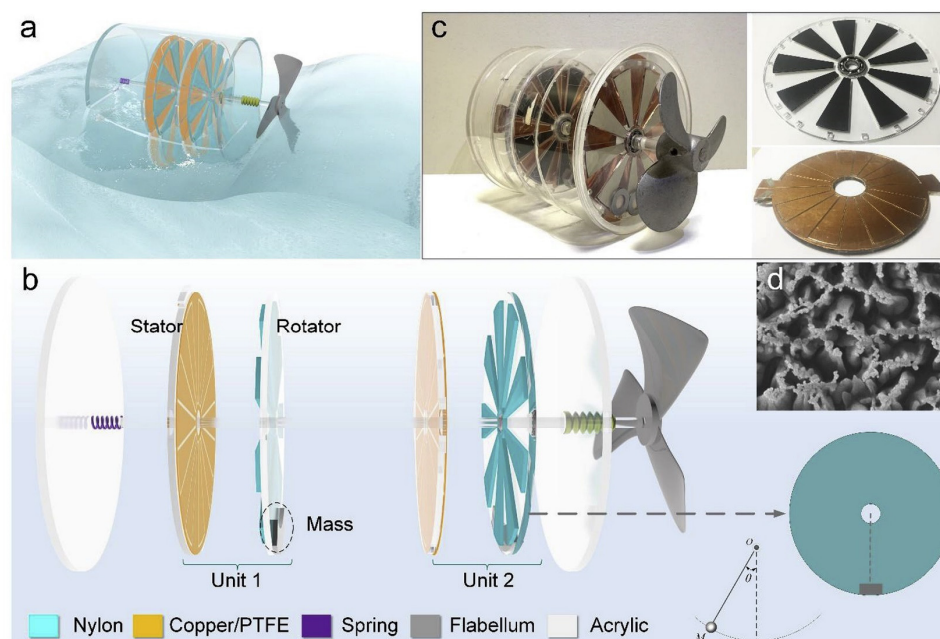 a
c
b
d
Stator
Rotator
Mass
Unit 1
Unit 2
o
θ
M
Nylon
Copper/PTFE
Spring
Flabellum
Acrylic